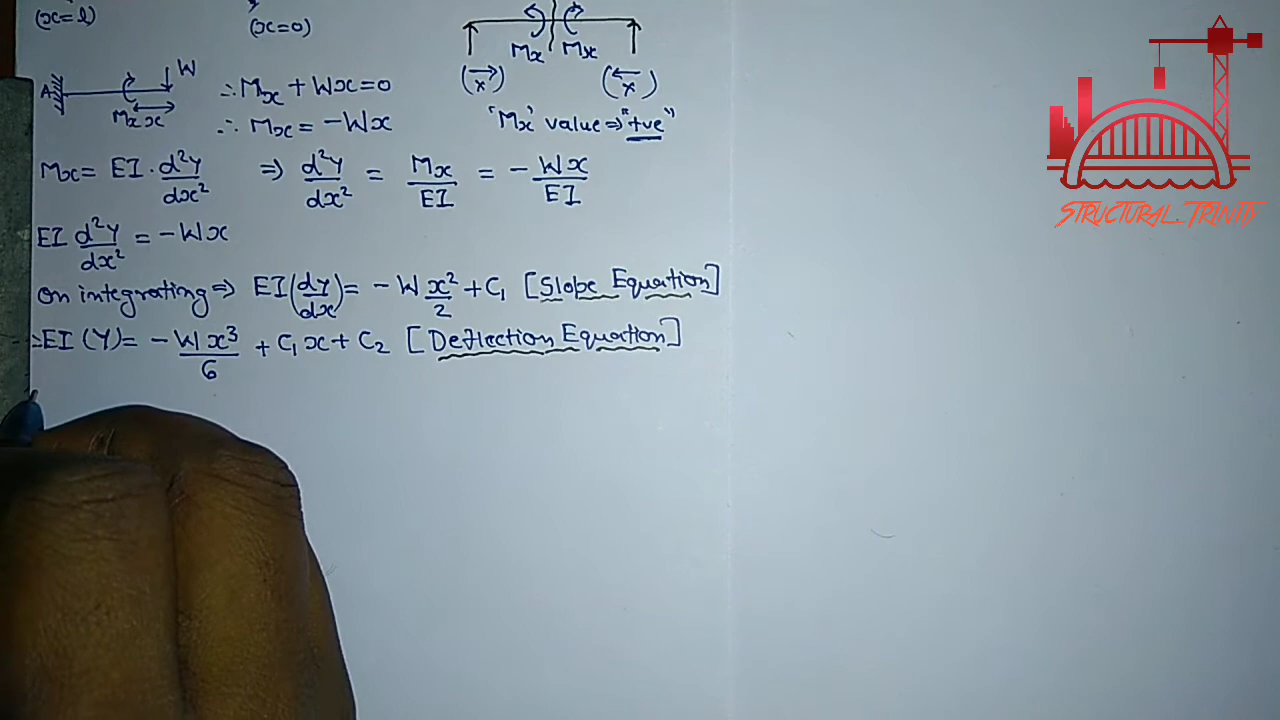 (x=l) (x=0)
Mx Mx
(→x) (←x)
A W ∴Mx + Wx=0
Mx x ∴ Mx = -Wx 'Mx' value ⇒ "+ve"
Mx = EI · d²y/dx² ⇒ d²y/dx² = Mx/EI = - Wx/EI
EI d²y/dx² = -Wx
on integrating ⇒ EI(dy/dx) = - W x²/2 + C₁ [Slope Equation]
∴ EI (Y) = - Wx³/6 + C₁x + C₂ [Deflection Equation]
STRUCTURAL TRINITY